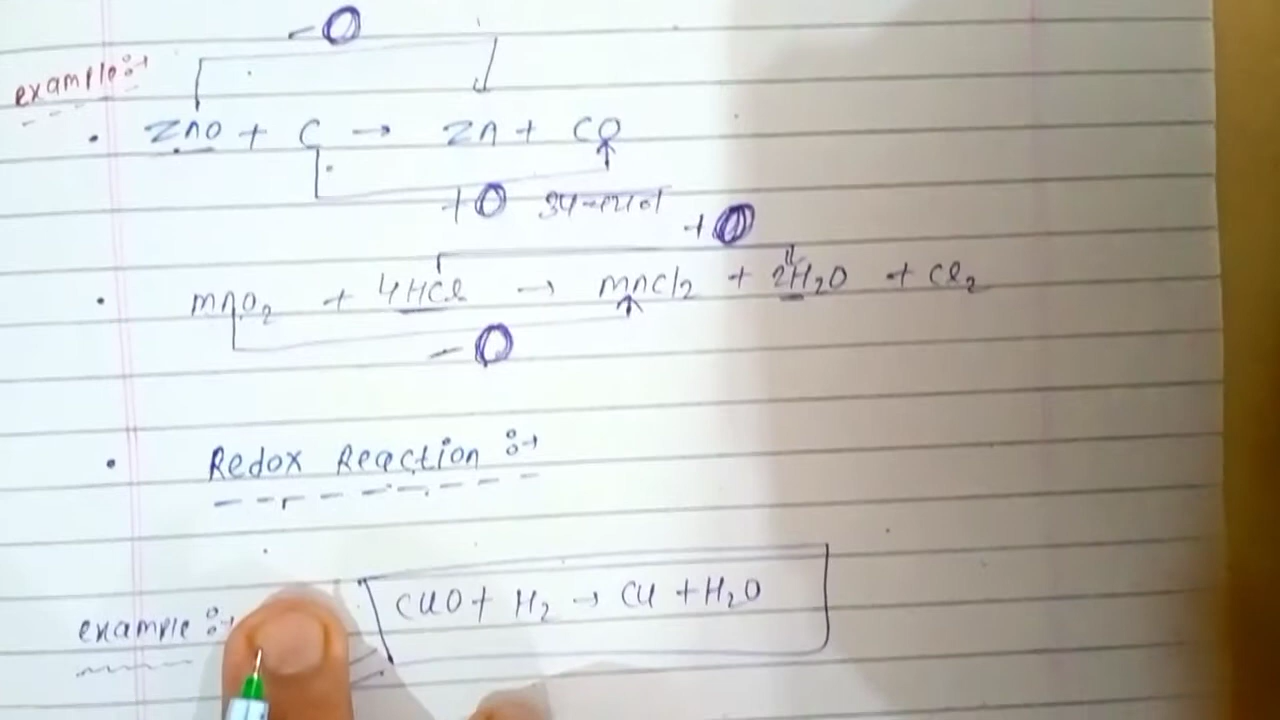 -O
example:-
• ZnO + C → Zn + CO
+O उपचयन
+O
• MnO2 + 4HCl → MnCl2 + 2H2O + Cl2
-O
• Redox Reaction :-
example :- CuO + H2 → Cu + H2O